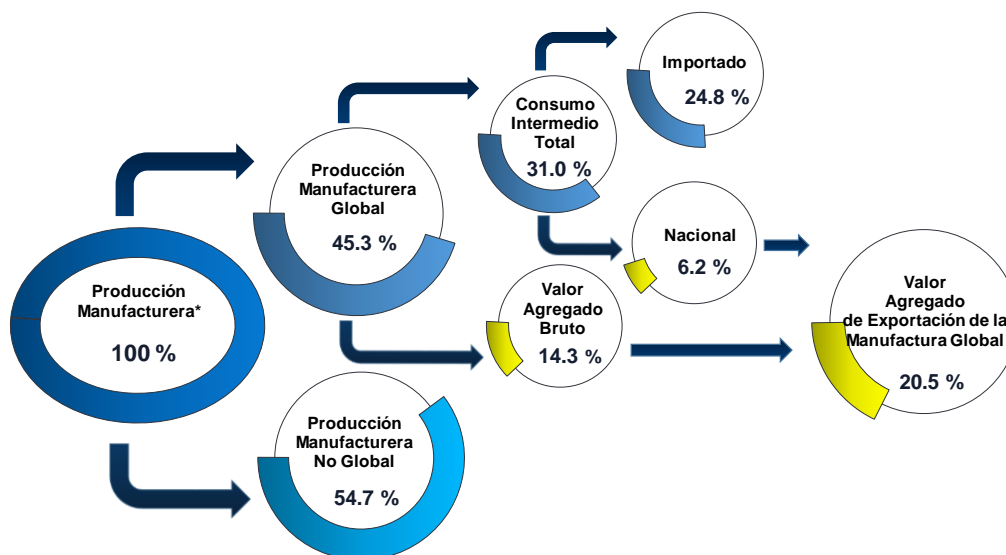 Importado
24.8 %
Consumo
Intermedio
Total
31.0 %
Producción
Manufacturera
Global
45.3 %
Nacional
6.2 %
Producción
Manufacturera*
100 %
Valor
Agregado
Bruto
14.3 %
Valor
Agregado
de Exportación de la
Manufactura Global
20.5 %
Producción
Manufacturera
No Global
54.7 %